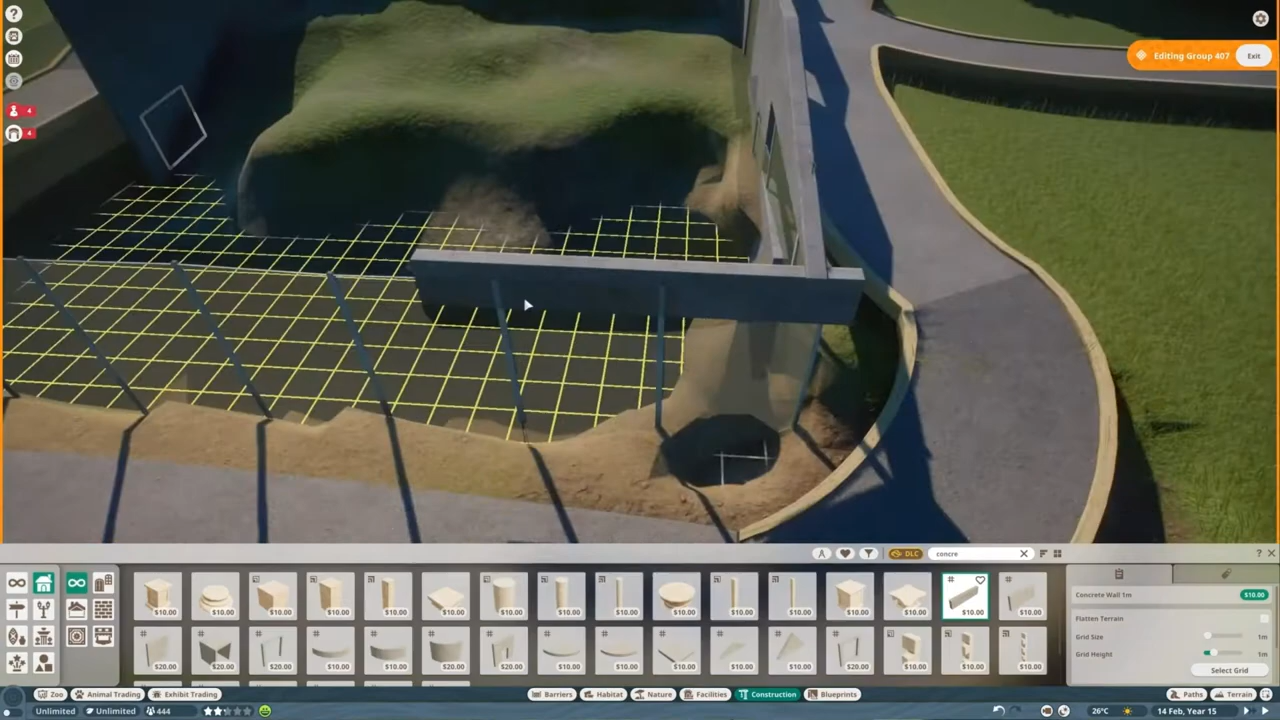 ?
Editing Group 407
Exit
4
4
DLC
concre
?
$10.00 $10.00 $10.00 $10.00 $10.00 $10.00 $10.00 $10.00 $10.00 $10.00 $10.00 $10.00 $10.00 $10.00 $10.00 $10.00
$20.00 $20.00 $20.00 $10.00 $10.00 $20.00 $20.00 $10.00 $10.00 $10.00 $10.00 $10.00 $20.00 $10.00 $10.00 $10.00
Concrete Wall 1m $10.00
Flatten Terrain
Grid Size 1m
Grid Height 1m
Select Grid
Zoo Animal Trading Exhibit Trading Barriers Habitat Nature Facilities Construction Blueprints Paths Terrain
Unlimited Unlimited 444 26°C 14 Feb, Year 15